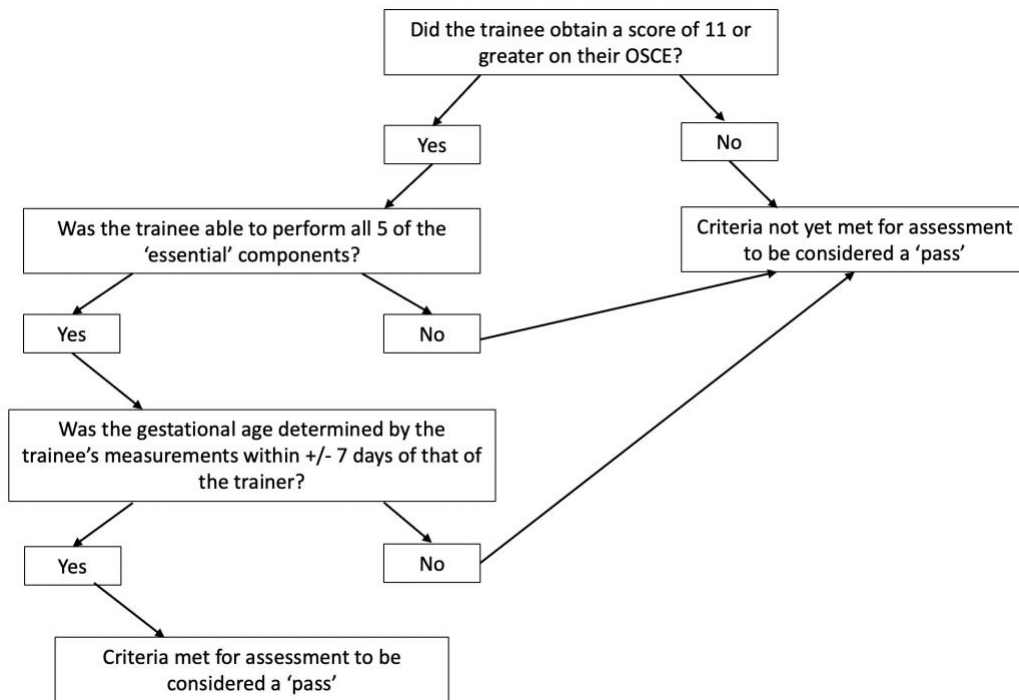 Did the trainee obtain a score of 11 or
greater on their OSCE?
Yes
No
Was the trainee able to perform all 5 of the
‘essential’ components?
Criteria not yet met for assessment
to be considered a ‘pass’
Yes
No
Was the gestational age determined by the
trainee’s measurements within +/- 7 days of that of
the trainer?
Yes
No
Criteria met for assessment to be
considered a ‘pass’